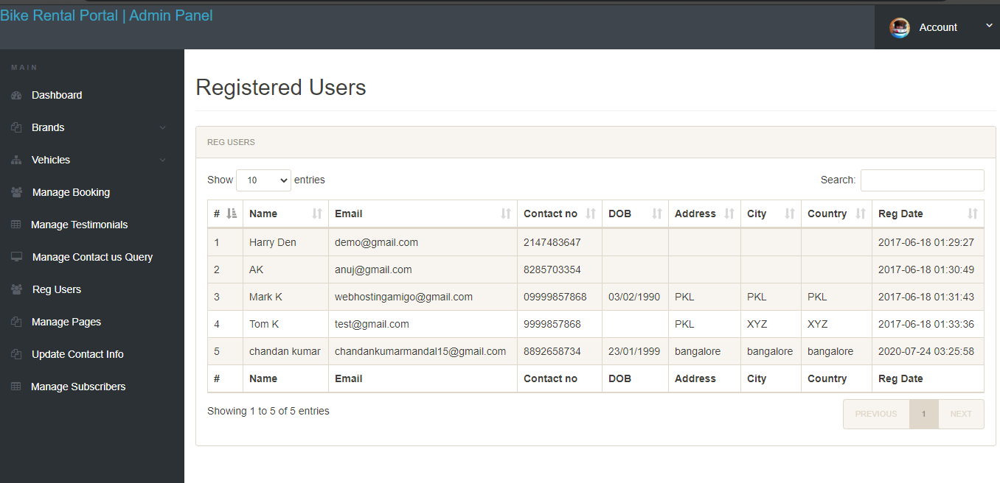 Bike Rental Portal | Admin Panel
Account
MAIN
Dashboard
Brands
Vehicles
Manage Booking
Manage Testimonials
Manage Contact us Query
Reg Users
Manage Pages
Update Contact Info
Manage Subscribers
Registered Users
REG USERS
Show 10 entries Search:
# Name Email Contact no DOB Address City Country Reg Date
1 Harry Den demo@gmail.com 2147483647 2017-06-18 01:29:27
2 AK anuj@gmail.com 8285703354 2017-06-18 01:30:49
3 Mark K webhostingamigo@gmail.com 09999857868 03/02/1990 PKL PKL PKL 2017-06-18 01:31:43
4 Tom K test@gmail.com 9999857868 PKL XYZ XYZ 2017-06-18 01:33:36
5 chandan kumar chandankumarmandal15@gmail.com 8892658734 23/01/1999 bangalore bangalore bangalore 2020-07-24 03:25:58
# Name Email Contact no DOB Address City Country Reg Date
Showing 1 to 5 of 5 entries
PREVIOUS 1 NEXT